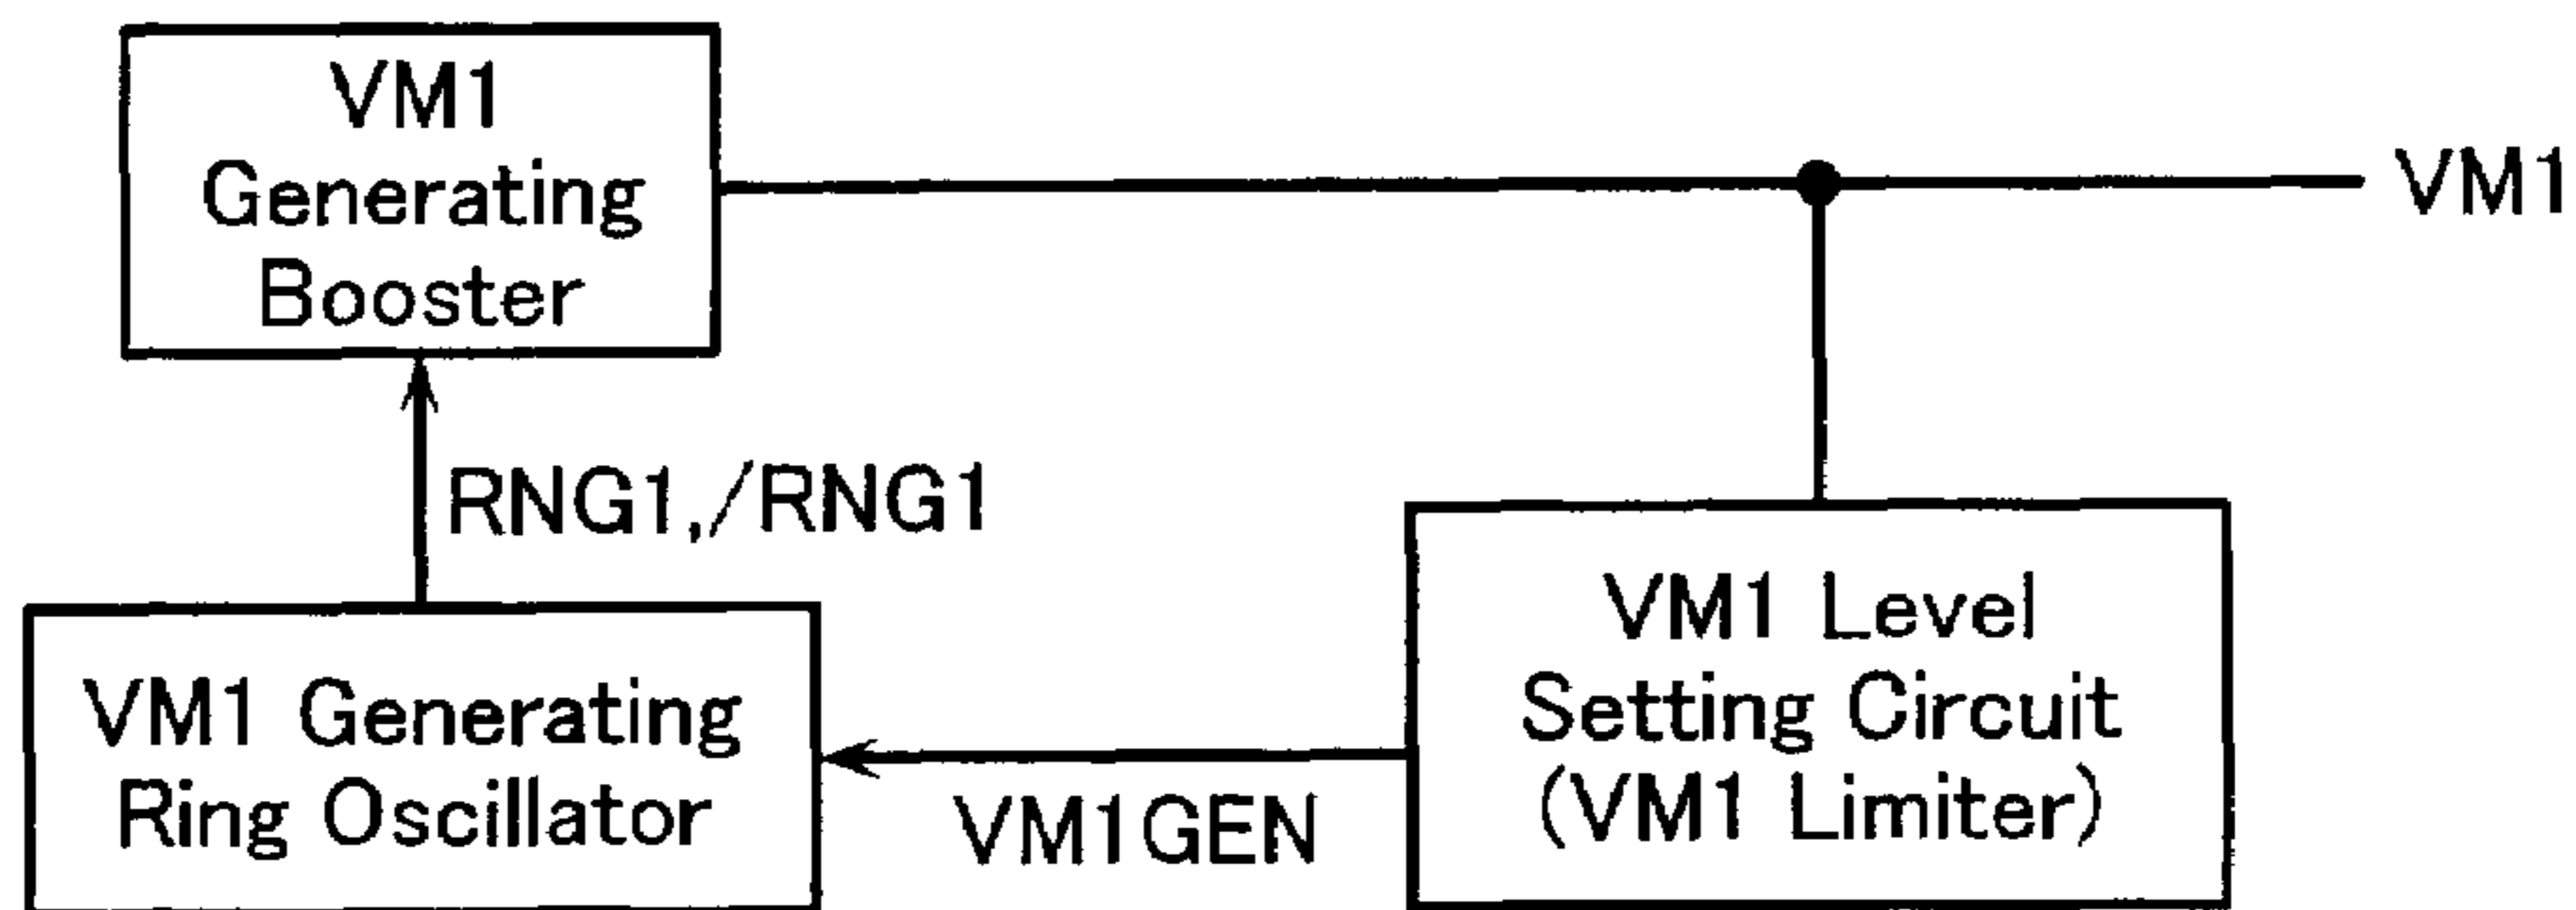 VM1
Generating
Booster
VM1
RNG1,/RNG1
VM1 Level
Setting Circuit
(VM1 Limiter)
VM1 Generating
Ring Oscillator
VM1GEN